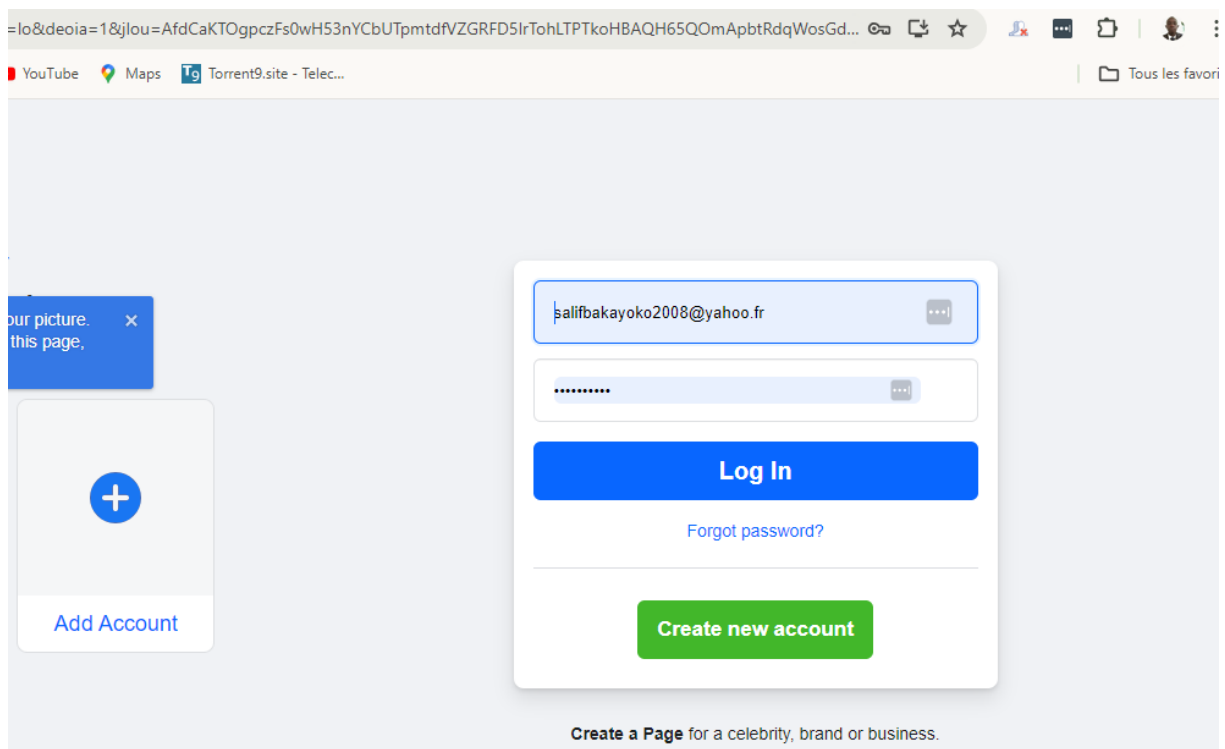 =lo&deoia=1&jlou=AfdCaKTOgpczFs0wH53nYCbUTpmtdfVZGRFD5IrTohLTPTkoHBAQH65QOmApbtRdqWosGd...
YouTube Maps T9 Torrent9.site - Telec... Tous les favori
our picture.
this page,
salifbakayoko2008@yahoo.fr
Log In
Forgot password?
Add Account
Create new account
Create a Page for a celebrity, brand or business.